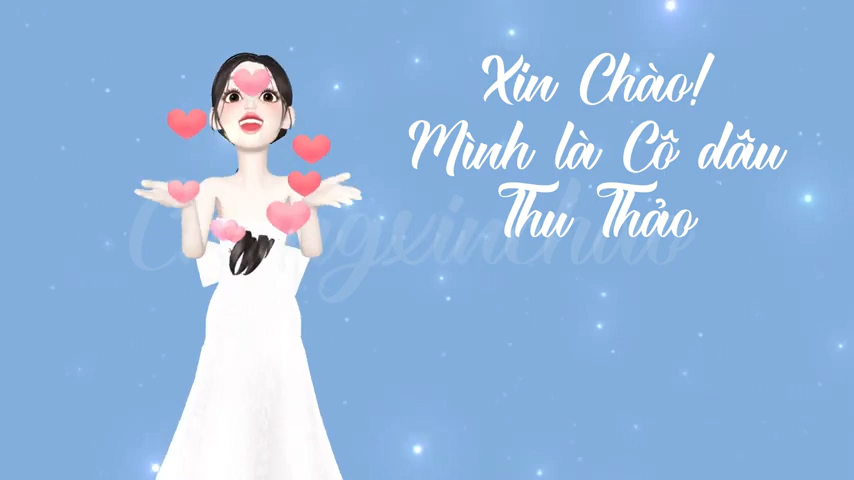 Xin Chào!
Mình là Cô dâu
Thu Thảo